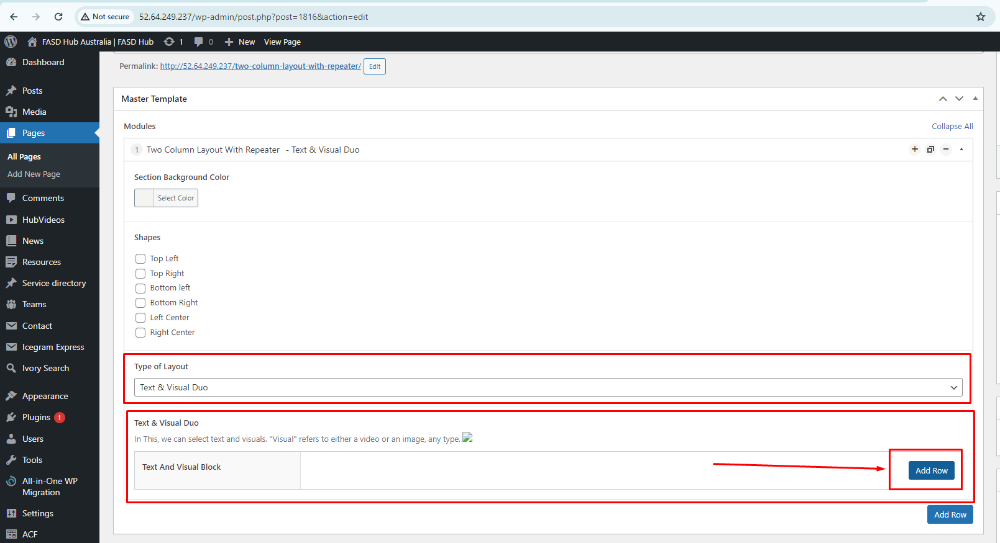 Not secure 52.64.249.237/wp-admin/post.php?post=1816&action=edit
FASD Hub Australia | FASD Hub 1 0 New View Page
Dashboard
Posts
Media
Pages
All Pages
Add New Page
Comments
HubVideos
News
Resources
Service directory
Teams
Contact
Icegram Express
Ivory Search
Appearance
Plugins 1
Users
Tools
All-in-One WP
Migration
Settings
ACF
Permalink: http://52.64.249.237/two-column-layout-with-repeater/ Edit
Master Template
Modules Collapse All
1 Two Column Layout With Repeater - Text & Visual Duo
Section Background Color
Select Color
Shapes
Top Left
Top Right
Bottom left
Bottom Right
Left Center
Right Center
Type of Layout
Text & Visual Duo
Text & Visual Duo
In This, we can select text and visuals. "Visual" refers to either a video or an image, any type.
Text And Visual Block
Add Row
Add Row